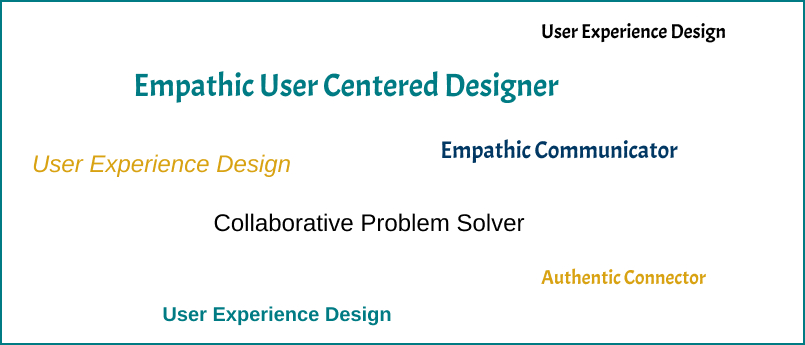 User Experience Design
Empathic User Centered Designer
Empathic Communicator
User Experience Design
Collaborative Problem Solver
Authentic Connector
User Experience Design